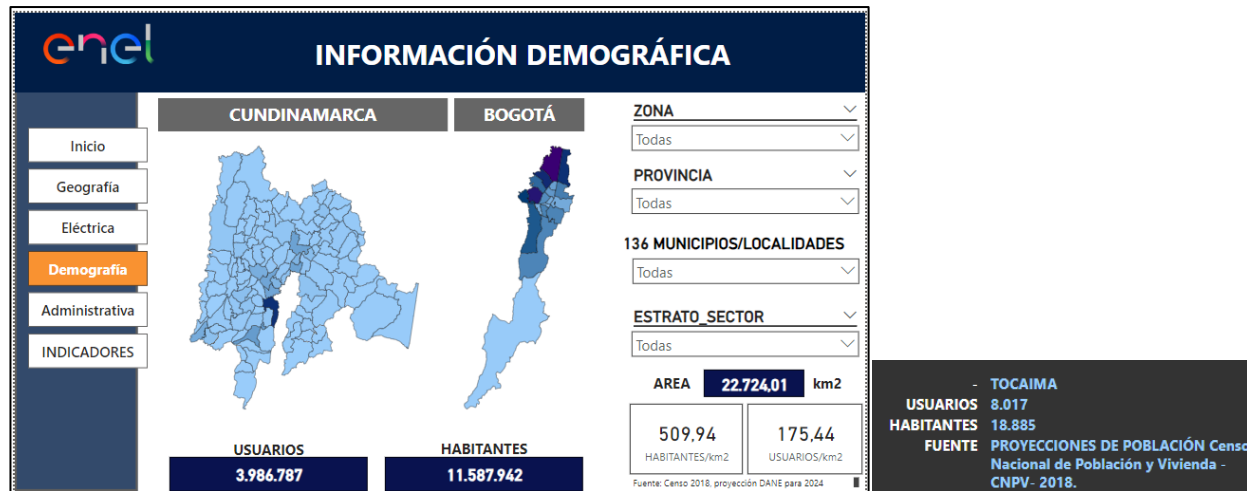 enel
INFORMACIÓN DEMOGRÁFICA
Inicio
Geografía
Eléctrica
Demografía
Administrativa
INDICADORES
CUNDINAMARCA
BOGOTÁ
USUARIOS
3.986.787
HABITANTES
11.587.942
ZONA
Todas
PROVINCIA
Todas
136 MUNICIPIOS/LOCALIDADES
Todas
ESTRATO_SECTOR
Todas
AREA 22.724,01 km2
509,94
HABITANTES/km2
175,44
USUARIOS/km2
Fuente: Censo 2018, proyección DANE para 2024
- TOCAIMA
USUARIOS 8.017
HABITANTES 18.885
FUENTE PROYECCIONES DE POBLACIÓN Censo
Nacional de Población y Vivienda -
CNPV- 2018.